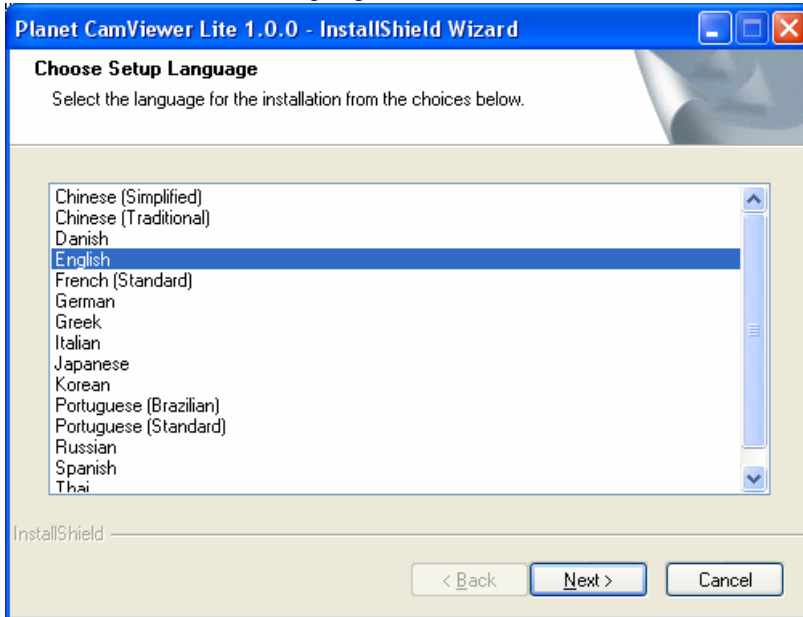 Planet CamViewer Lite 1.0.0 - InstallShield Wizard
Choose Setup Language
Select the language for the installation from the choices below.
Chinese (Simplified)
Chinese (Traditional)
Danish
English
French (Standard)
German
Greek
Italian
Japanese
Korean
Portuguese (Brazilian)
Portuguese (Standard)
Russian
Spanish
Thai
InstallShield
< Back Next > Cancel